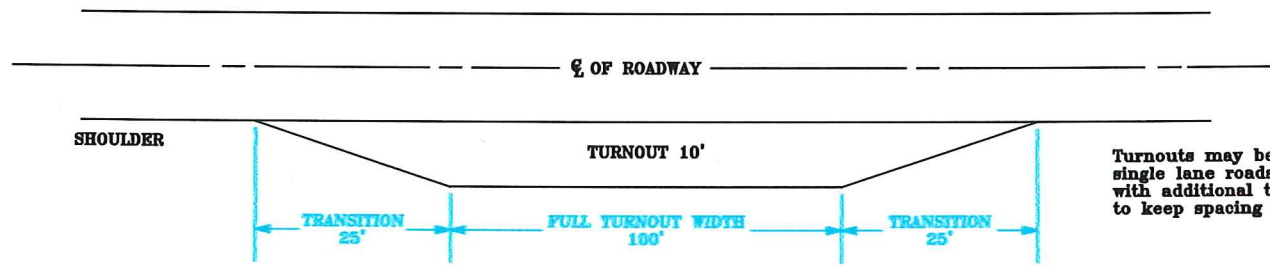 ℄ OF ROADWAY
SHOULDER
TURNOUT 10'
Turnouts may be
single lane roads
with additional t
to keep spacing
TRANSITION
25'
FULL TURNOUT WIDTH
100'
TRANSITION
25'